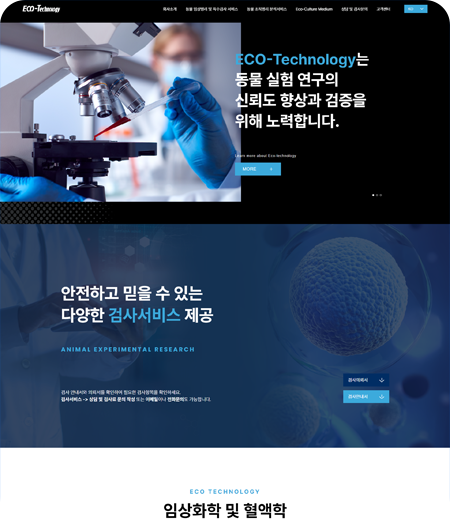 ECO-Technology
회사소개 동물 임상병리 및 독수검사 서비스 동물 조직병리 분석서비스 Eco-Culture Medium 상담 및 검사문의 고객센터
ECO-Technology는
동물 실험 연구의
신뢰도 향상과 검증을
위해 노력합니다.
Learn more about Eco-technology
MORE
안전하고 믿을 수 있는
다양한 검사서비스 제공
ANIMAL EXPERIMENTAL RESEARCH
검사 안내서와 의뢰서를 확인하여 필요한 검사항목을 확인하세요.
검사서비스 -> 상담 및 검사로 문의 작성 또는 이메일이나 전화문의도 가능합니다.
검사의뢰서
검사안내서
ECO TECHNOLOGY
임상화학 및 혈액학